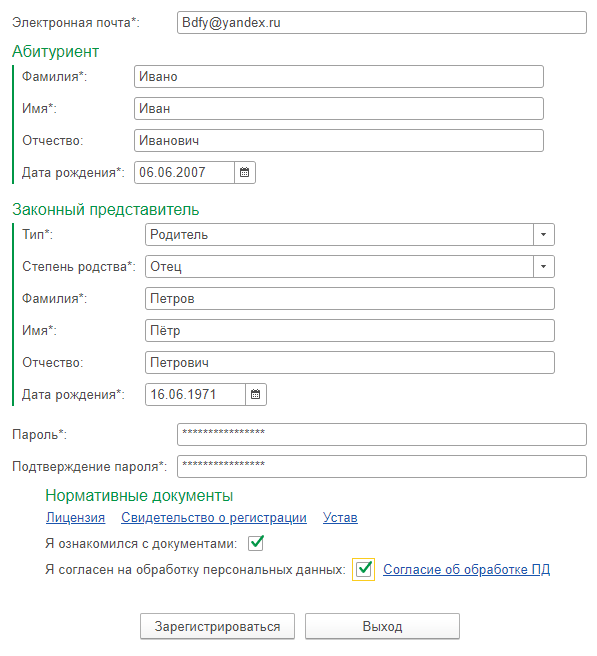 Электронная почта*: Bdfy@yandex.ru
Абитуриент
Фамилия*: Ивано
Имя*: Иван
Отчество: Иванович
Дата рождения*: 06.06.2007
Законный представитель
Тип*: Родитель
Степень родства*: Отец
Фамилия*: Петров
Имя*: Пётр
Отчество: Петрович
Дата рождения*: 16.06.1971
Пароль*: ****************
Подтверждение пароля*: ****************
Нормативные документы
Лицензия Свидетельство о регистрации Устав
Я ознакомился с документами:
Я согласен на обработку персональных данных: Согласие об обработке ПД
Зарегистрироваться Выход